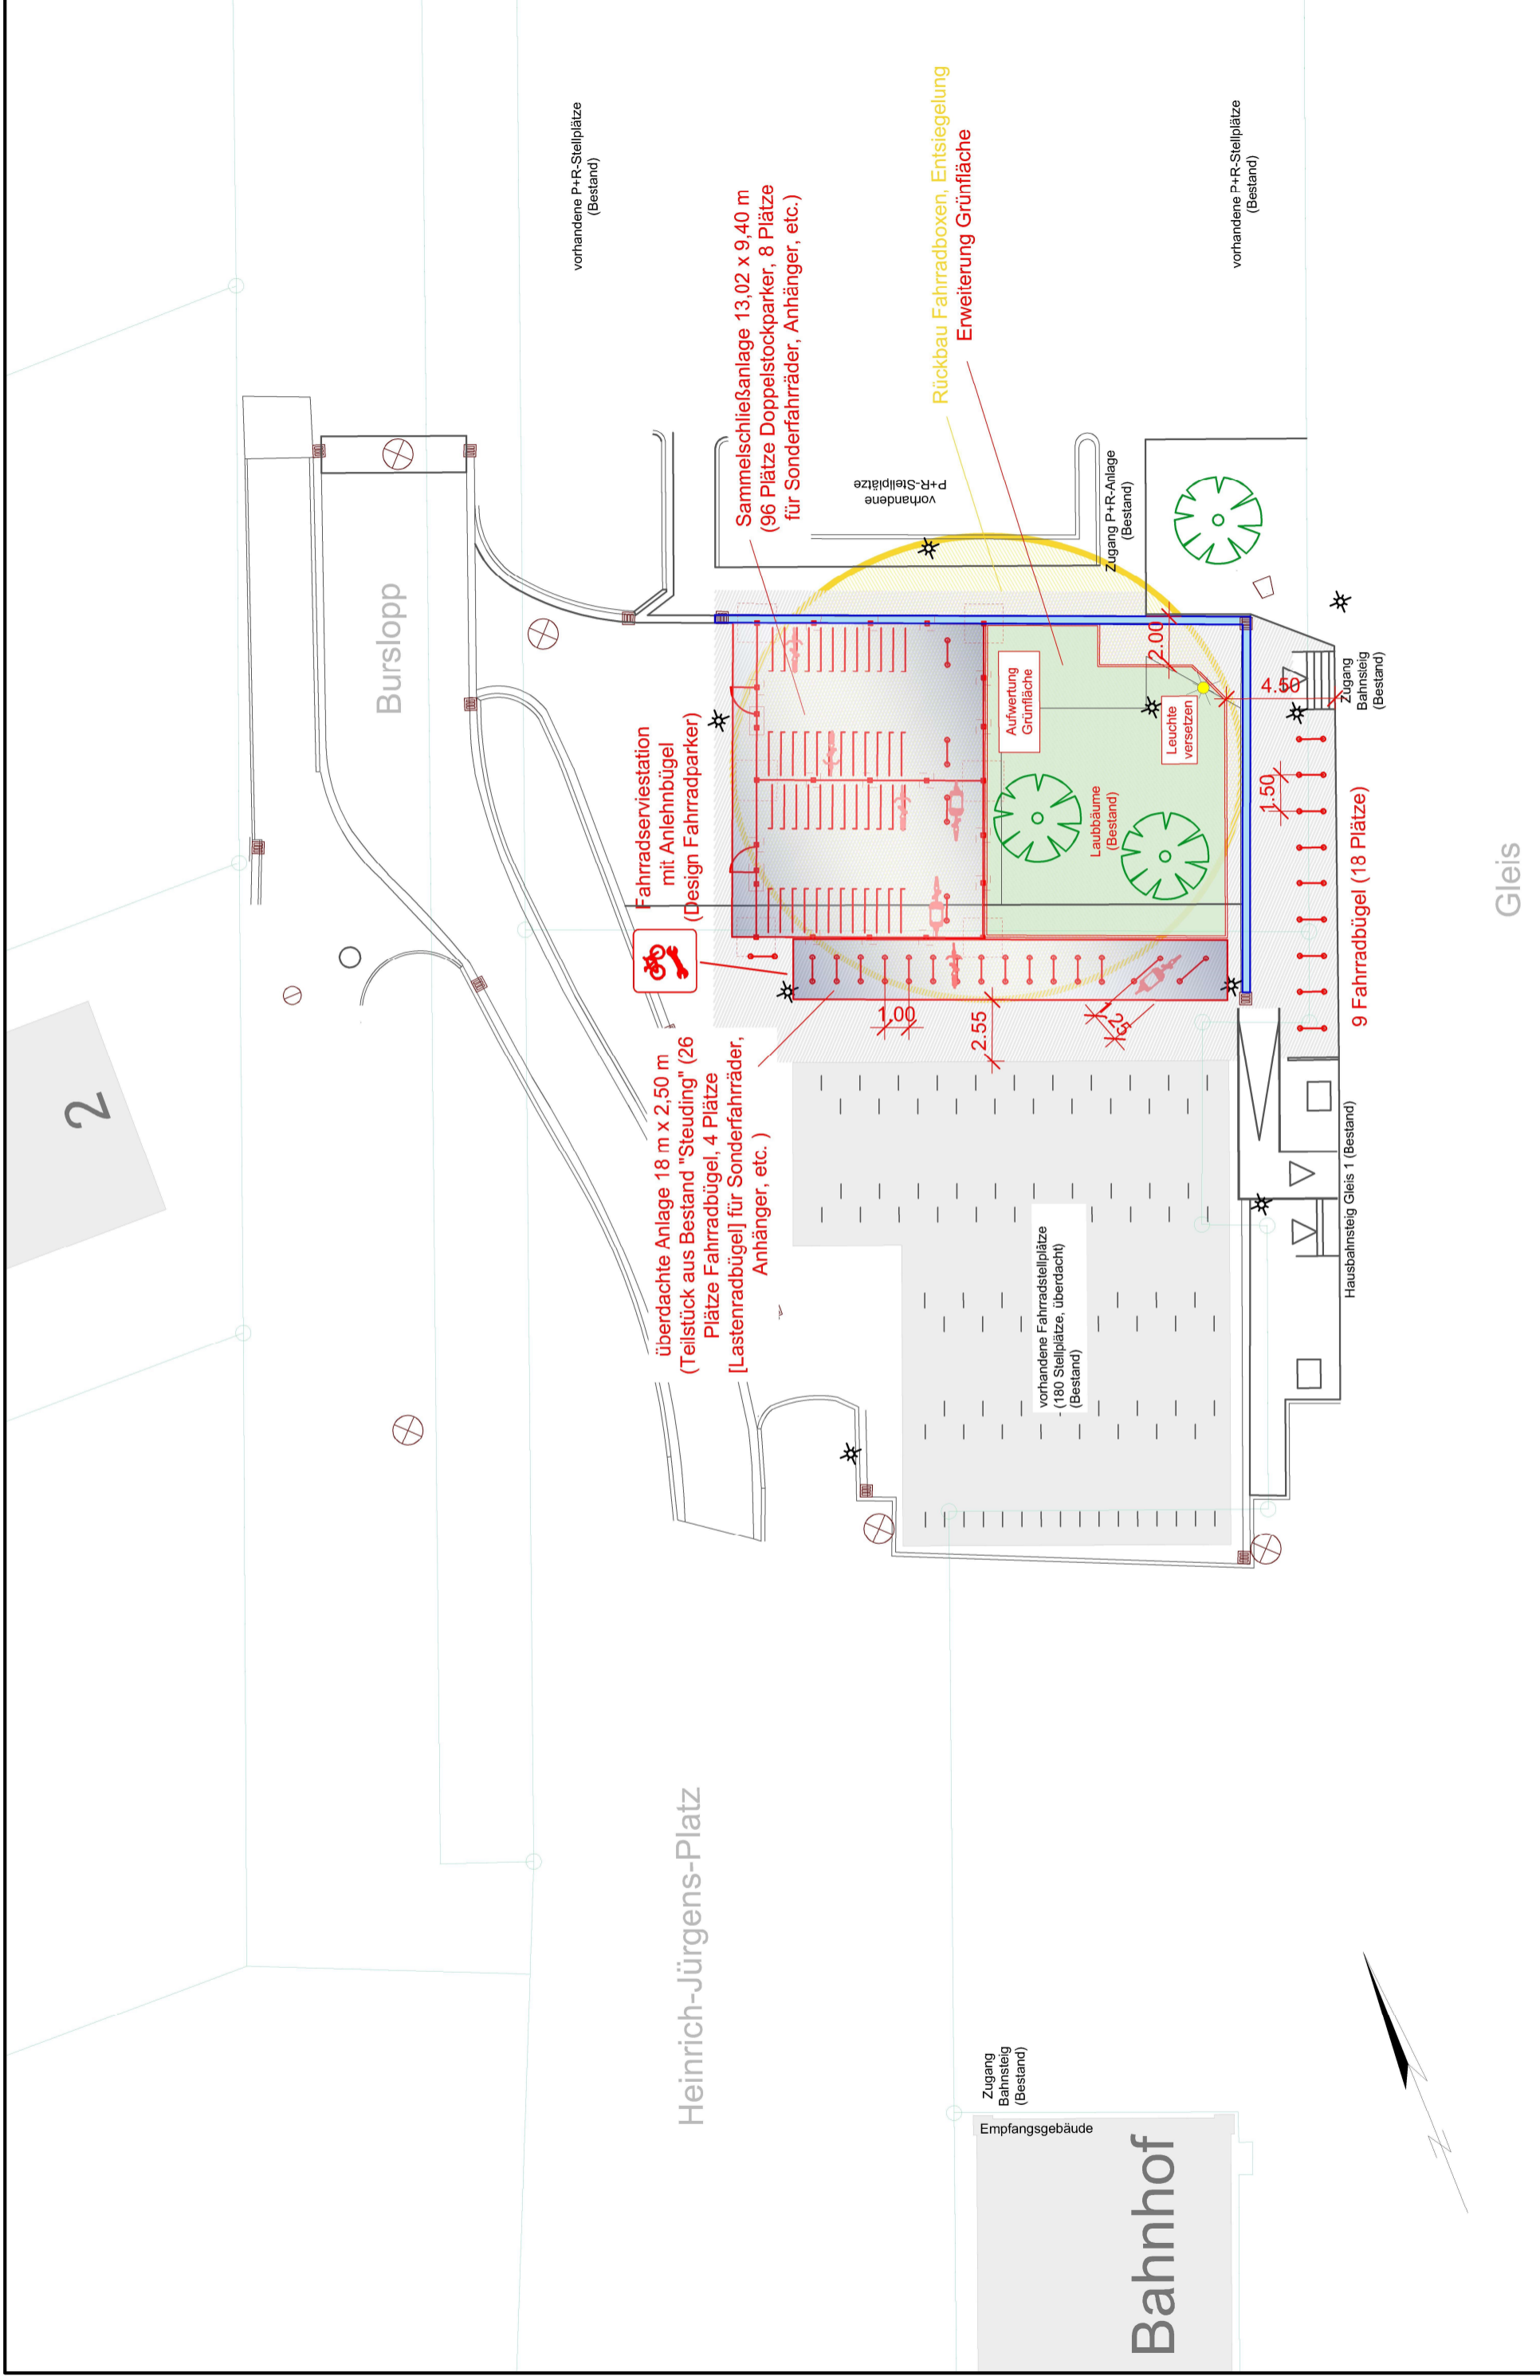 2
Burslopp
vorhandene P+R-Stellplätze
(Bestand)
Sammelschließanlage 13,02 x 9,40 m
(96 Plätze Doppelstockparker, 8 Plätze
für Sonderfahrräder, Anhänger, etc.)
Fahrradserviestation
mit Anlehnbügel
(Design Fahrradparker)
überdachte Anlage 18 m x 2,50 m
(Teilstück aus Bestand "Steuding" (26
Plätze Fahrradbügel, 4 Plätze
[Lastenradbügel] für Sonderfahrräder,
Anhänger, etc. )
Heinrich-Jürgens-Platz
vorhandene
P+R-Stellplätze
Rückbau Fahrradboxen, Entsiegelung
Erweiterung Grünfläche
1.00
2.55
1.25
Aufwertung
Grünfläche
Laubbäume
(Bestand)
Leuchte
versetzen
2.00
Zugang P+R-Anlage
(Bestand)
vorhandene P+R-Stellplätze
(Bestand)
4.50
1.50
Zugang
Bahnsteig
(Bestand)
9 Fahrradbügel (18 Plätze)
vorhandene Fahrradstellplätze
(180 Stellplätze, überdacht)
(Bestand)
Hausbahnsteig Gleis 1 (Bestand)
Zugang
Bahnsteig
(Bestand)
Empfangsgebäude
Bahnhof
Gleis